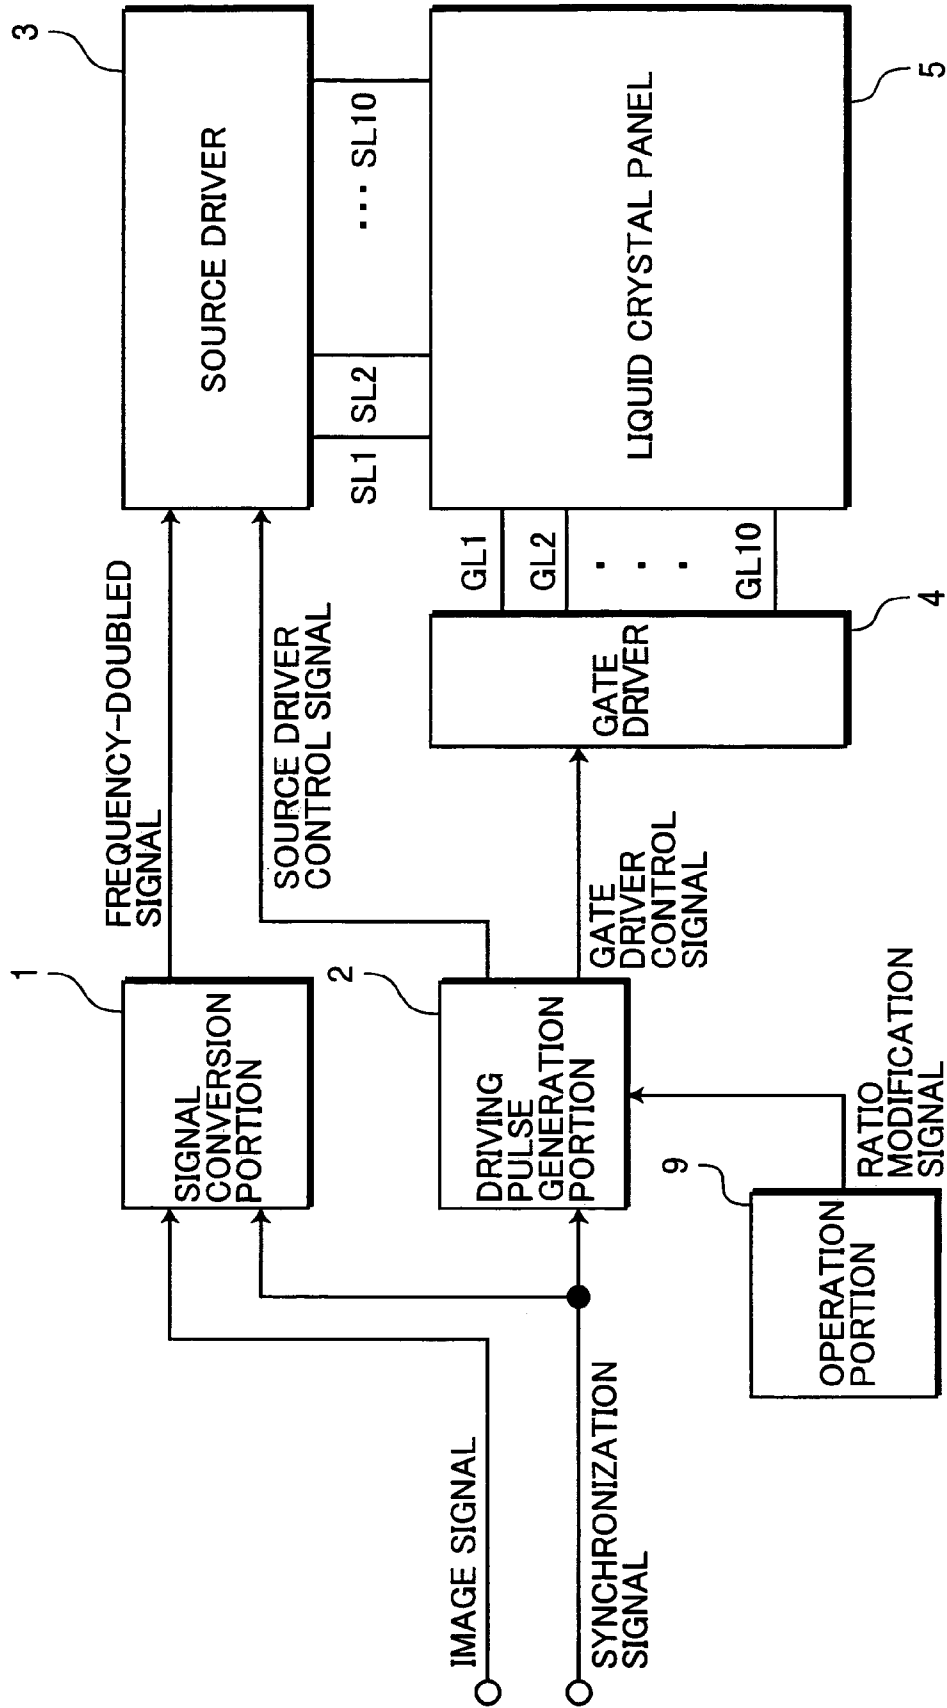 3
SOURCE DRIVER
SL1
SL2
••• SL10
FREQUENCY-DOUBLED
SIGNAL
SOURCE DRIVER
CONTROL SIGNAL
1
SIGNAL
CONVERSION
PORTION
2
DRIVING
PULSE
GENERATION
PORTION
IMAGE SIGNAL
SYNCHRONIZATION
SIGNAL
GATE
DRIVER
CONTROL
SIGNAL
GATE
DRIVER
4
GL1
GL2
• • •
GL10
LIQUID CRYSTAL PANEL
5
9
OPERATION
PORTION
RATIO
MODIFICATION
SIGNAL